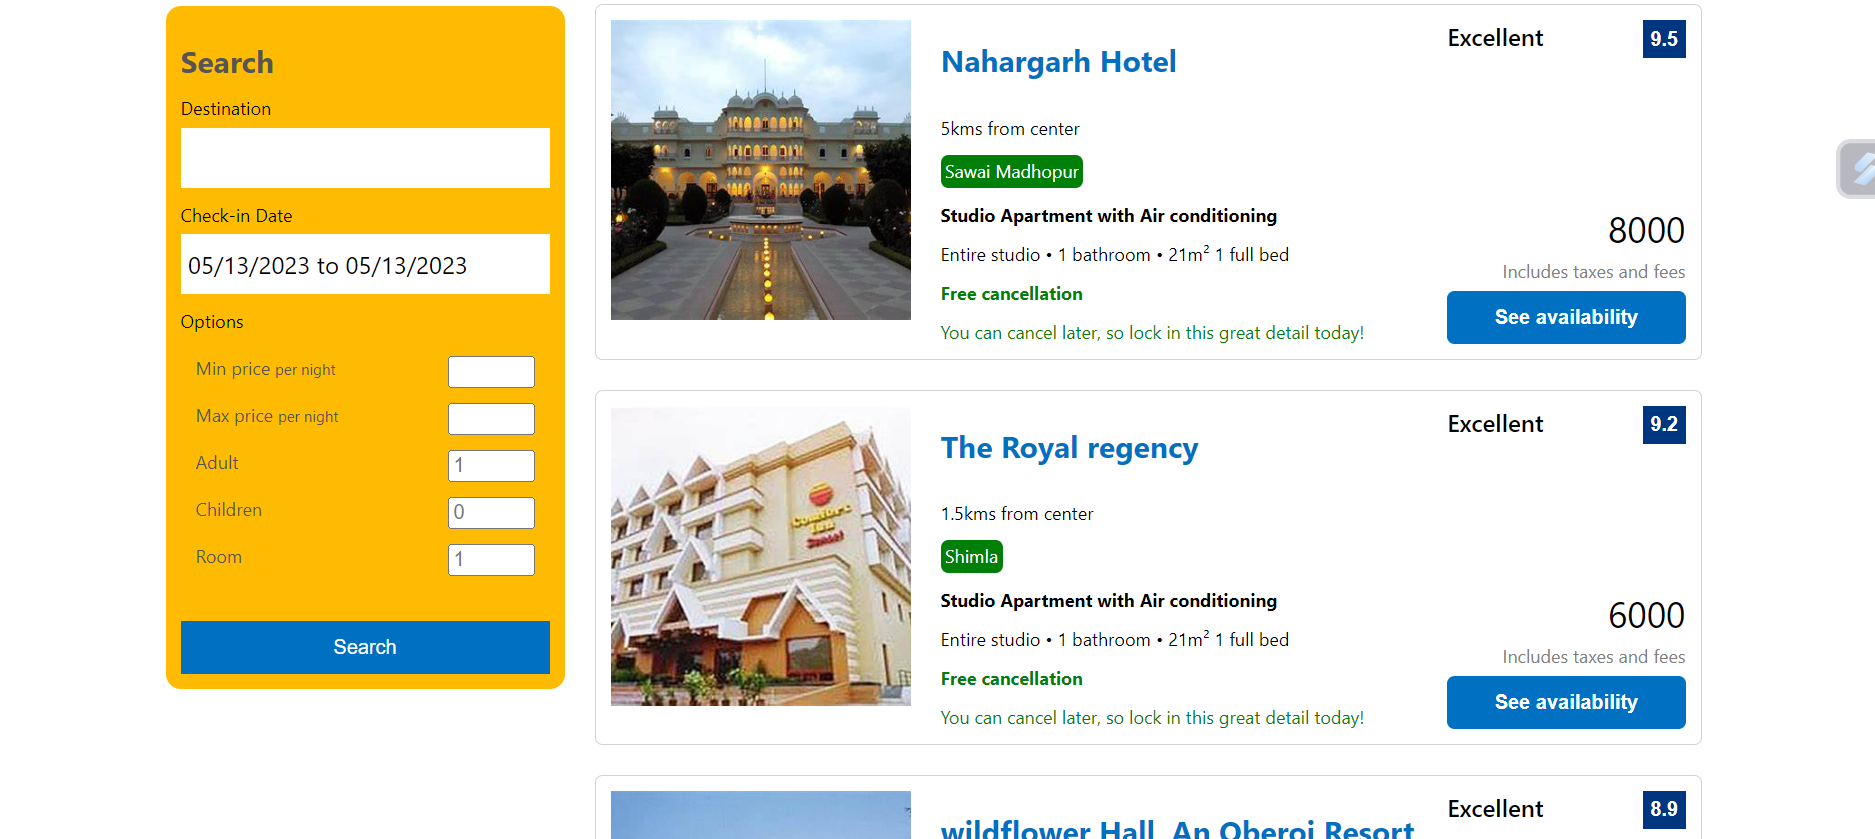 Search
Destination
Check-in Date
05/13/2023 to 05/13/2023
Options
Min price per night
Max price per night
Adult
1
Children
0
Room
1
Search
Nahargarh Hotel
5kms from center
Sawai Madhopur
Studio Apartment with Air conditioning
Entire studio • 1 bathroom • 21m² 1 full bed
Free cancellation
You can cancel later, so lock in this great detail today!
Excellent
9.5
8000
Includes taxes and fees
See availability
Comfort
Inn
The Royal regency
1.5kms from center
Shimla
Studio Apartment with Air conditioning
Entire studio • 1 bathroom • 21m² 1 full bed
Free cancellation
You can cancel later, so lock in this great detail today!
Excellent
9.2
6000
Includes taxes and fees
See availability
wildflower Hall, An Oberoi Resort
Excellent
8.9